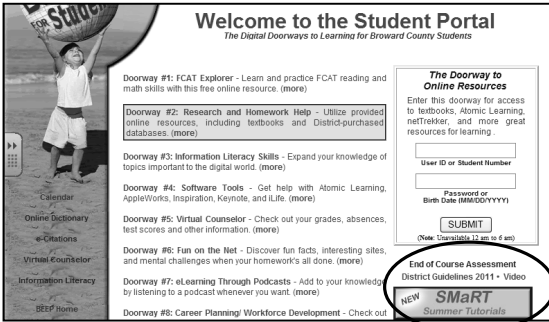 FOR Student
Welcome to the Student Portal
The Digital Doorways to Learning for Broward County Students
Doorway #1: FCAT Explorer - Learn and practice FCAT reading and
math skills with this free online resource. (more)
Doorway #2: Research and Homework Help - Utilize provided
online resources, including textbooks and District-purchased
databases. (more)
Doorway #3: Information Literacy Skills - Expand your knowledge of
topics important to the digital world. (more)
Doorway #4: Software Tools - Get help with Atomic Learning,
AppleWorks, Inspiration, Keynote, and iLife. (more)
Doorway #5: Virtual Counselor - Check out your grades, absences,
test scores and other information. (more)
Doorway #6: Fun on the Net - Discover fun facts, interesting sites,
and mental challenges when your homework's all done. (more)
Doorway #7: eLearning Through Podcasts - Add to your knowledge
by listening to a podcast whenever you want. (more)
Doorway #8: Career Planning/ Workforce Development - Check out
The Doorway to
Online Resources
Enter this doorway for access
to textbooks, Atomic Learning,
netTrekker, and more great
resources for learning .
User ID or Student Number
Password or
Birth Date (MM/DD/YYYY)
SUBMIT
(Note: Unavailable 12 am to 6 am)
End of Course Assessment
District Guidelines 2011 • Video
NEW SMaRT
Summer Tutorials
Calendar
Online Dictionary
e-Citations
Virtual Counselor
Information Literacy
BEEP Home